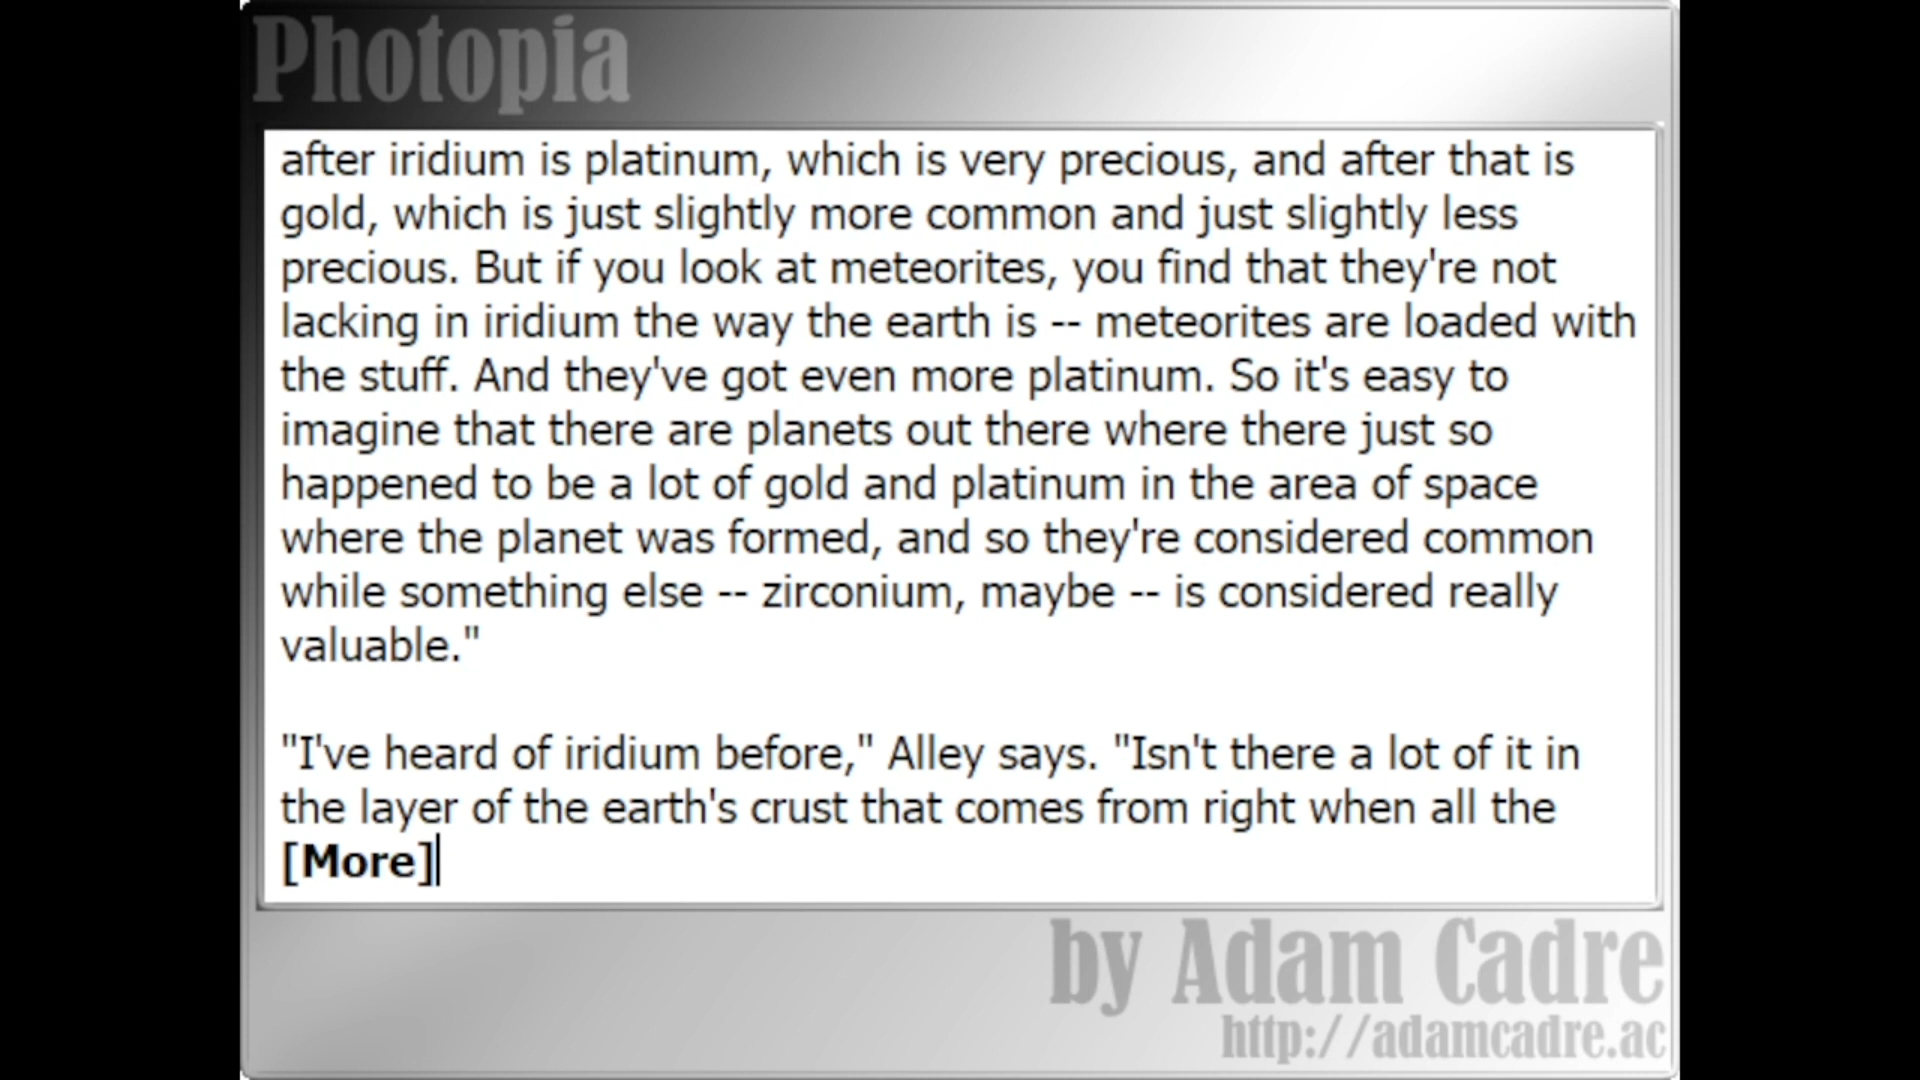 Photopia
after iridium is platinum, which is very precious, and after that is
gold, which is just slightly more common and just slightly less
precious. But if you look at meteorites, you find that they're not
lacking in iridium the way the earth is -- meteorites are loaded with
the stuff. And they've got even more platinum. So it's easy to
imagine that there are planets out there where there just so
happened to be a lot of gold and platinum in the area of space
where the planet was formed, and so they're considered common
while something else -- zirconium, maybe -- is considered really
valuable."
"I've heard of iridium before," Alley says. "Isn't there a lot of it in
the layer of the earth's crust that comes from right when all the
[More]
by Adam Cadre
http://adamcadre.ac